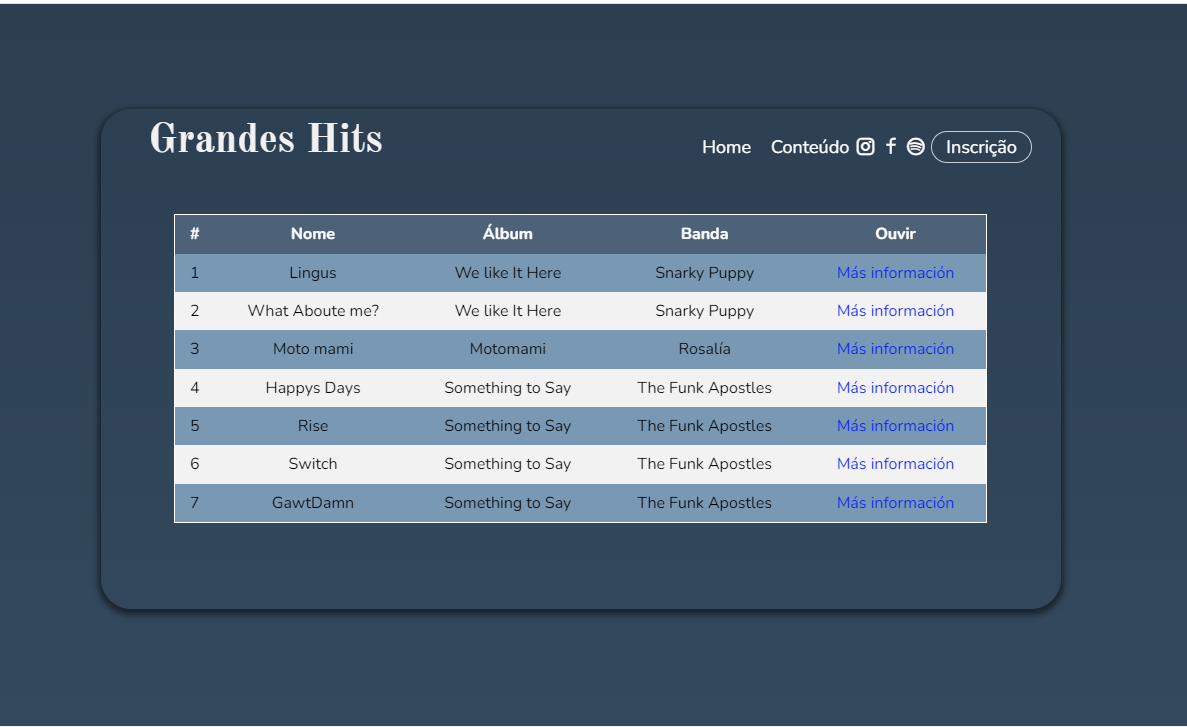 Grandes Hits
Home Conteúdo Inscrição
# Nome Álbum Banda Ouvir
1 Lingus We like It Here Snarky Puppy Más información
2 What Aboute me? We like It Here Snarky Puppy Más información
3 Moto mami Motomami Rosalía Más información
4 Happys Days Something to Say The Funk Apostles Más información
5 Rise Something to Say The Funk Apostles Más información
6 Switch Something to Say The Funk Apostles Más información
7 GawtDamn Something to Say The Funk Apostles Más información